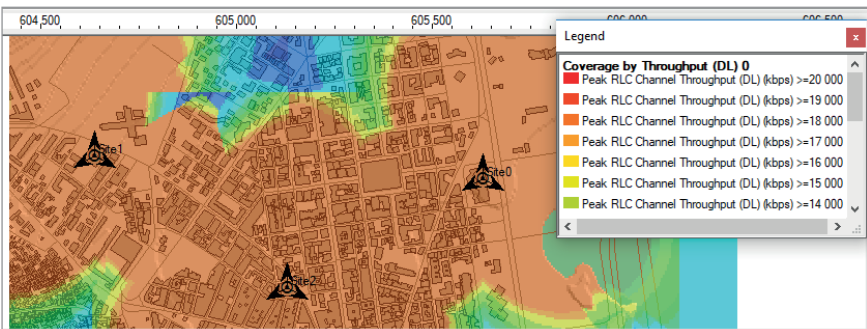 604,500 605,000 605,500 606,000 606,500
Legend
Coverage by Throughput (DL) 0
Peak RLC Channel Throughput (DL) (kbps) >=20 000
Peak RLC Channel Throughput (DL) (kbps) >=19 000
Peak RLC Channel Throughput (DL) (kbps) >=18 000
Peak RLC Channel Throughput (DL) (kbps) >=17 000
Peak RLC Channel Throughput (DL) (kbps) >=16 000
Peak RLC Channel Throughput (DL) (kbps) >=15 000
Peak RLC Channel Throughput (DL) (kbps) >=14 000
Site1
Site0
Site2